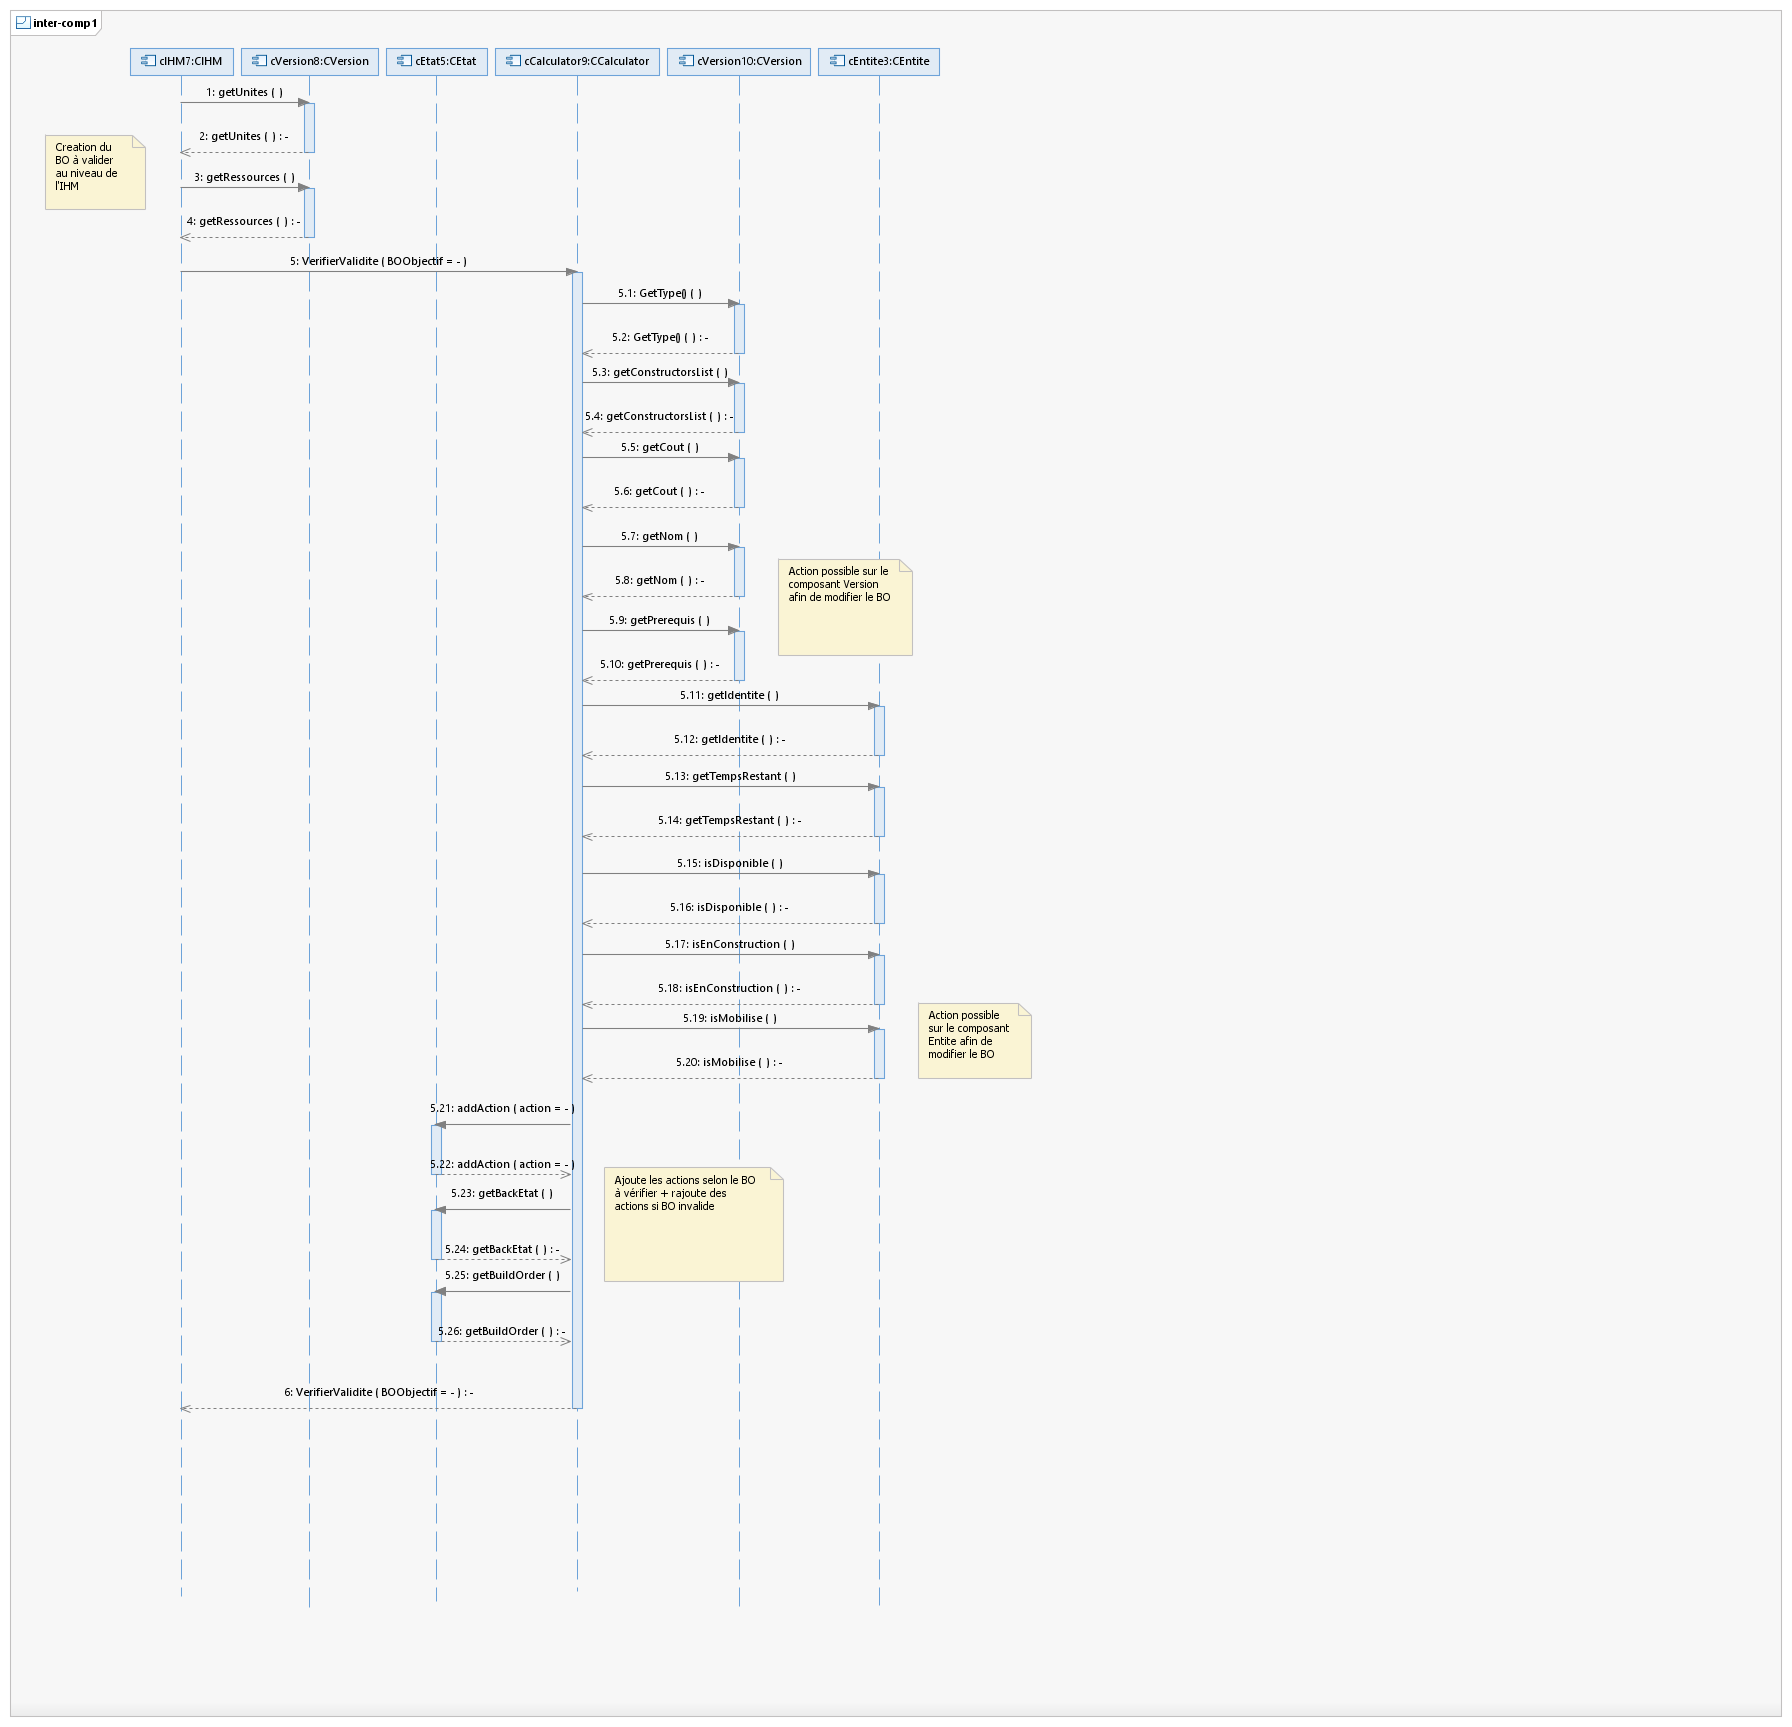 inter-comp1
cIHM7:CIHM
cVersion8:CVersion
cEtat5:CEtat
cCalculator9:CCalculator
cVersion10:CVersion
cEntite3:CEntite
1: getUnites ( )
2: getUnites ( ) : -
Creation du
BO à valider
au niveau de
l'IHM
3: getRessources ( )
4: getRessources ( ) : -
5: VerifierValidite ( BOObjectif = - )
5.1: GetType() ( )
5.2: GetType() ( ) : -
5.3: getConstructorsList ( )
5.4: getConstructorsList ( ) : -
5.5: getCout ( )
5.6: getCout ( ) : -
5.7: getNom ( )
5.8: getNom ( ) : -
Action possible sur le
composant Version
afin de modifier le BO
5.9: getPrerequis ( )
5.10: getPrerequis ( ) : -
5.11: getIdentite ( )
5.12: getIdentite ( ) : -
5.13: getTempsRestant ( )
5.14: getTempsRestant ( ) : -
5.15: isDisponible ( )
5.16: isDisponible ( ) : -
5.17: isEnConstruction ( )
5.18: isEnConstruction ( ) : -
5.19: isMobilise ( )
5.20: isMobilise ( ) : -
Action possible
sur le composant
Entite afin de
modifier le BO
5.21: addAction ( action = - )
5.22: addAction ( action = - )
5.23: getBackEtat ( )
5.24: getBackEtat ( ) : -
Ajoute les actions selon le BO
à vérifier + rajoute des
actions si BO invalide
5.25: getBuildOrder ( )
5.26: getBuildOrder ( ) : -
6: VerifierValidite ( BOObjectif = - ) : -